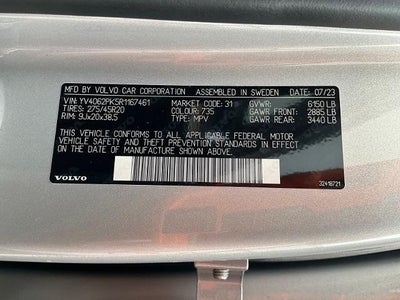 MFD BY VOLVO CAR CORPORATION ASSEMBLED IN SWEDEN DATE: 07/23
VIN: YV4062PK5R1167461 MARKET CODE: 31 GVWR: 6150 LB
TIRES: 275/45R20 COLOUR: 735 GAWR FRONT: 2885 LB
RIM: 9Jx20x38.5 TYPE: MPV GAWR REAR: 3440 LB
THIS VEHICLE CONFORMS TO ALL APPLICABLE FEDERAL MOTOR
VEHICLE SAFETY AND THEFT PREVENTION STANDARDS IN EFFECT
ON THE DATE OF MANUFACTURE SHOWN ABOVE.
VOLVO 32418721